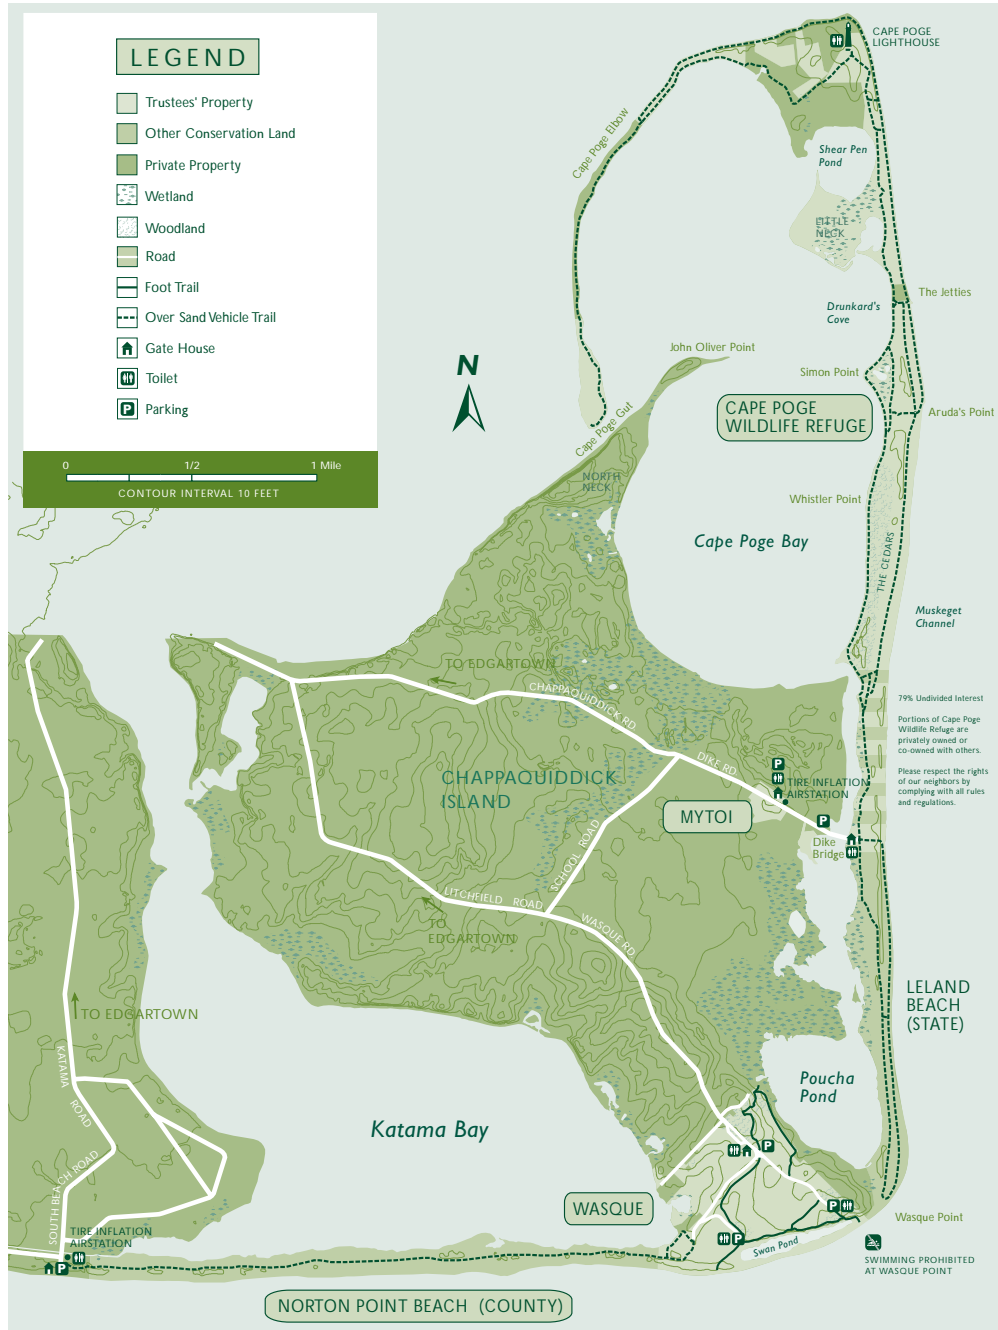 LEGEND
Trustees' Property
Other Conservation Land
Private Property
Wetland
Woodland
Road
Foot Trail
Over Sand Vehicle Trail
Gate House
Toilet
P
Parking
0 1/2 1 Mile
CONTOUR INTERVAL 10 FEET
N
CAPE POGE
LIGHTHOUSE
Cape Poge Elbow
Shear Pen
Pond
LITTLE
NECK
The Jetties
Drunkard's
Cove
John Oliver Point
Simon Point
CAPE POGE
WILDLIFE REFUGE
Aruda's Point
Cape Poge Gut
NORTH
NECK
Whistler Point
Cape Poge Bay
THE CEDARS
Muskeget
Channel
TO EDGARTOWN
CHAPPAQUIDDICK RD
79% Undivided Interest
Portions of Cape Poge
Wildlife Refuge are
privately owned or
co-owned with others.
Please respect the rights
of our neighbors by
complying with all rules
and regulations.
DIKE RD
P
CHAPPAQUIDDICK
ISLAND
TIRE INFLATION
AIRSTATION
MYTOI
P
Dike
Bridge
SCHOOL ROAD
LITCHFIELD ROAD
WASQUE RD
TO
EDGARTOWN
LELAND
BEACH
(STATE)
TO EDGARTOWN
KATAMA
ROAD
Poucha
Pond
Katama Bay
P
SOUTH BEACH ROAD
WASQUE
P
Wasque Point
TIRE INFLATION
AIRSTATION
P
Swan Pond
P
SWIMMING PROHIBITED
AT WASQUE POINT
NORTON POINT BEACH (COUNTY)